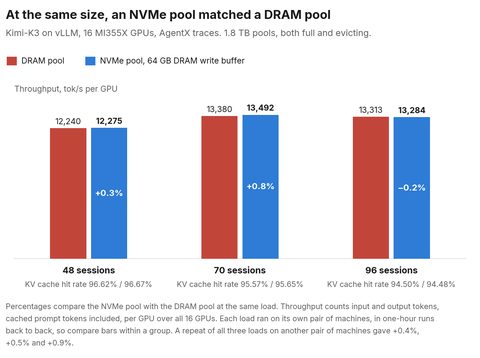 At the same size, an NVMe pool matched a DRAM pool
Kimi-K3 on vLLM, 16 MI355X GPUs, AgentX traces. 1.8 TB pools, both full and evicting.
DRAM pool
NVMe pool, 64 GB DRAM write buffer
Throughput, tok/s per GPU
12,240 12,275
13,380 13,492
13,313 13,284
+0.3%
+0.8%
−0.2%
48 sessions
70 sessions
96 sessions
KV cache hit rate 96.62% / 96.67%
KV cache hit rate 95.57% / 95.65%
KV cache hit rate 94.50% / 94.48%
Percentages compare the NVMe pool with the DRAM pool at the same load. Throughput counts input and output tokens,
cached prompt tokens included, per GPU over all 16 GPUs. Each load ran on its own pair of machines, in one-hour runs
back to back, so compare bars within a group. A repeat of all three loads on another pair of machines gave +0.4%,
+0.5% and +0.9%.